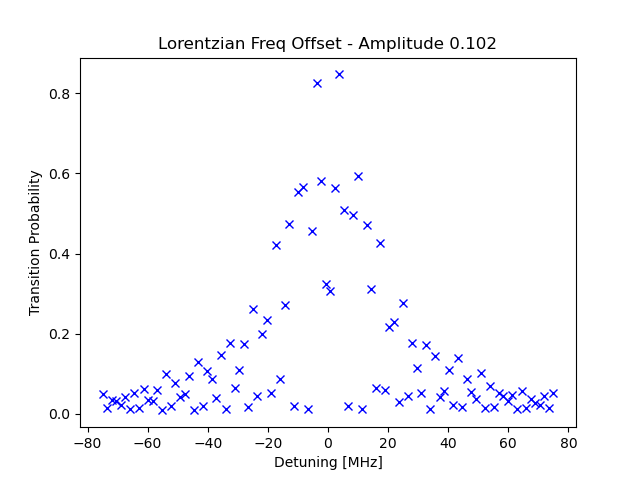 Lorentzian Freq Offset - Amplitude 0.102
Transition Probability
0.8
0.6
0.4
0.2
0.0
−80 −60 −40 −20 0 20 40 60 80
Detuning [MHz]